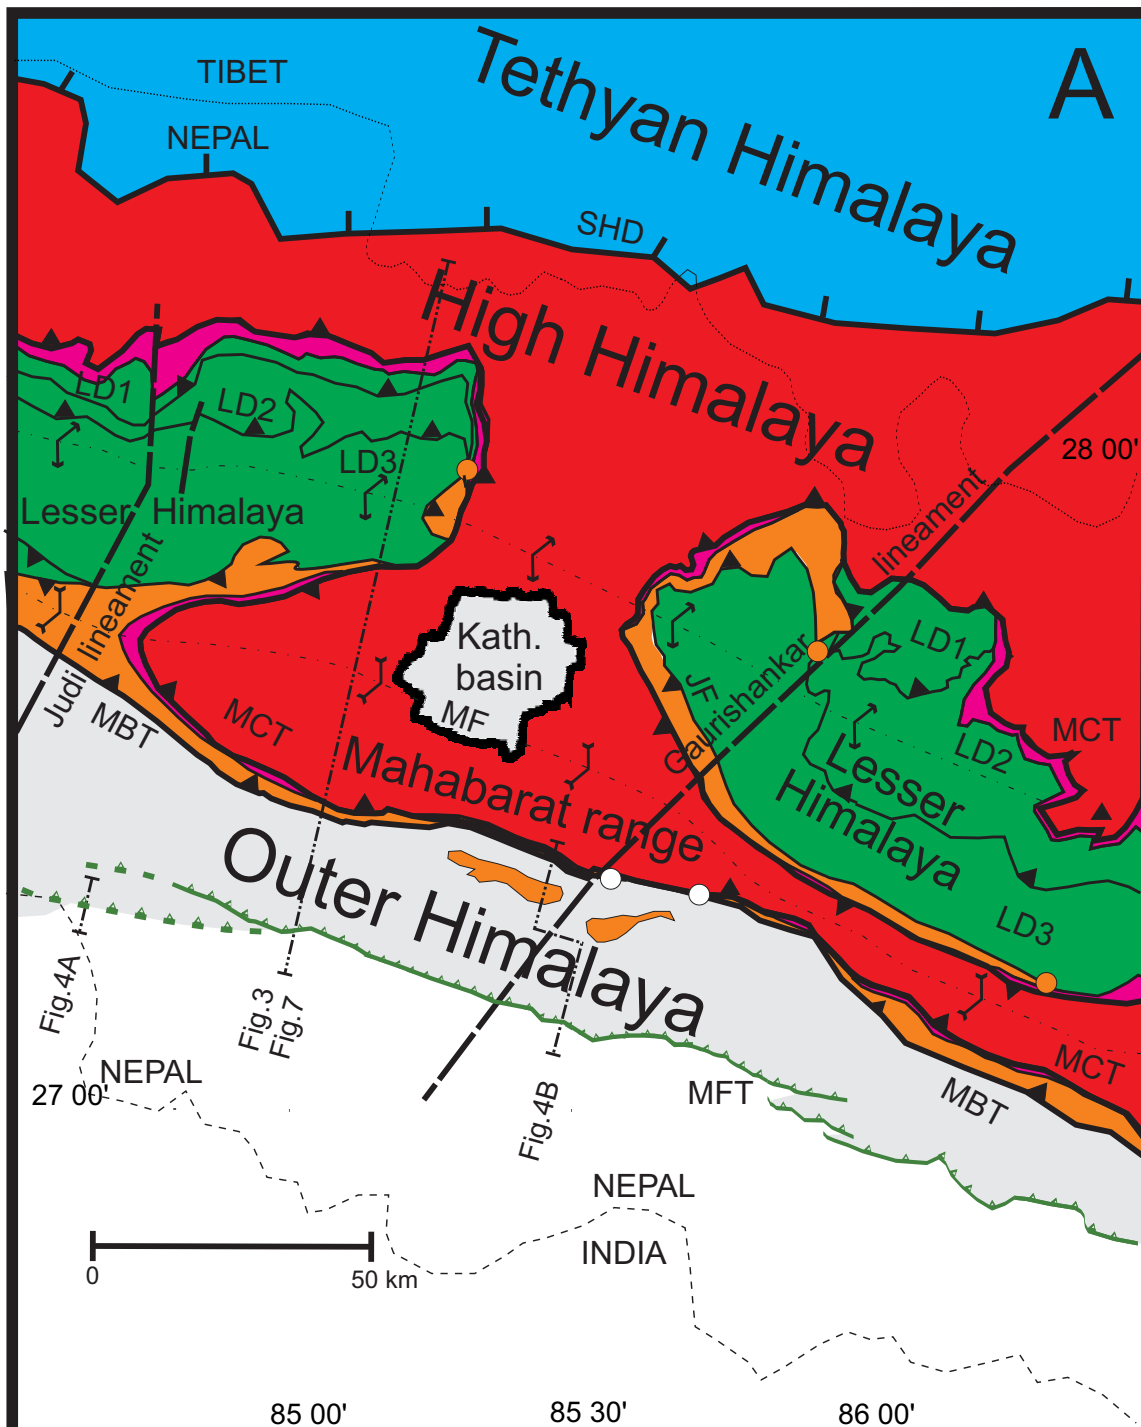 A
TIBET
Tethyan Himalaya
NEPAL
SHD
High Himalaya
LD1
LD2
LD3
28 00'
Lesser Himalaya
lineament
Judi lineament
Kath.
basin
MF
JF
Gaurishankar
LD1
LD2
MCT
MBT
MCT
Mahabarat range
Lesser
Himalaya
Outer Himalaya
LD3
Fig.4A
Fig.3
Fig.7
Fig.4B
MCT
MBT
MFT
27 00'
NEPAL
NEPAL
INDIA
0
50 km
85 00'
85 30'
86 00'